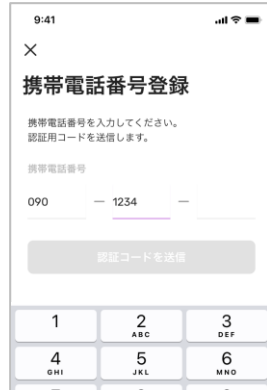 9:41
携帯電話番号登録
携帯電話番号を入力してください。
認証用コードを送信します。
携帯電話番号
090 — 1234 —
認証コードを送信
1 2 3
ABC DEF
4 5 6
GHI JKL MNO